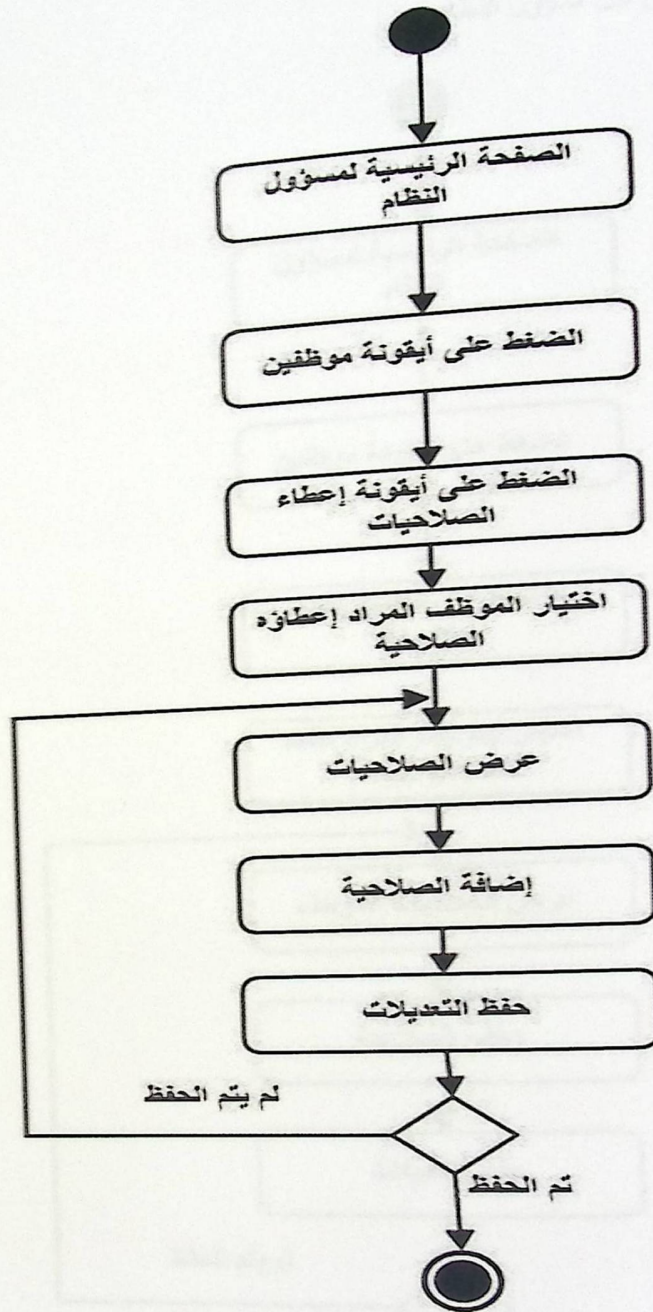 الصفحة الرئيسية لمسؤول
النظام
الضغط على أيقونة موظفين
الضغط على أيقونة إعطاء
الصلاحيات
اختيار الموظف المراد إعطاؤه
الصلاحية
عرض الصلاحيات
إضافة الصلاحية
حفظ التعديلات
لم يتم الحفظ
تم الحفظ